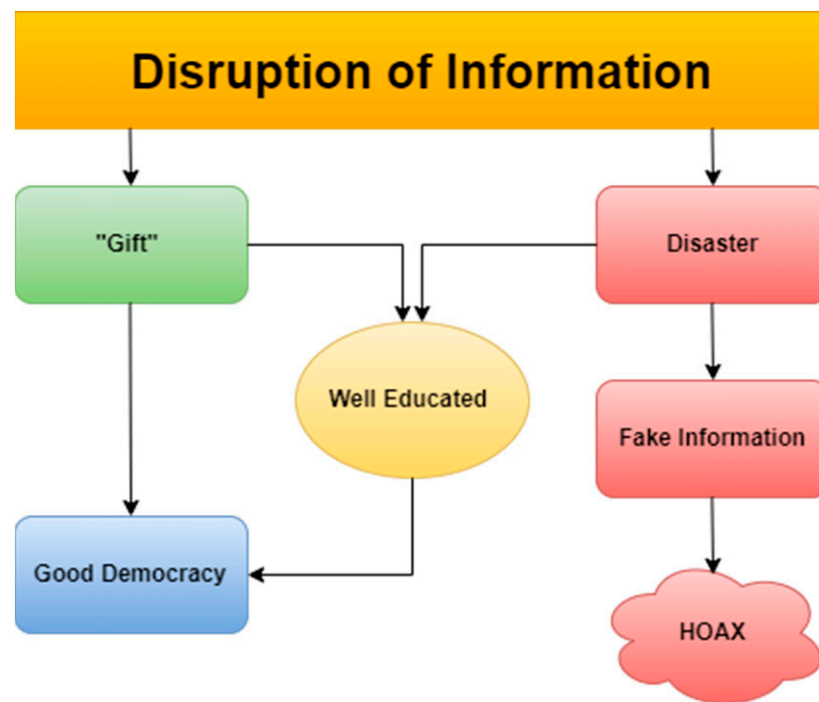 Disruption of Information
"Gift"
Disaster
Well Educated
Fake Information
Good Democracy
HOAX